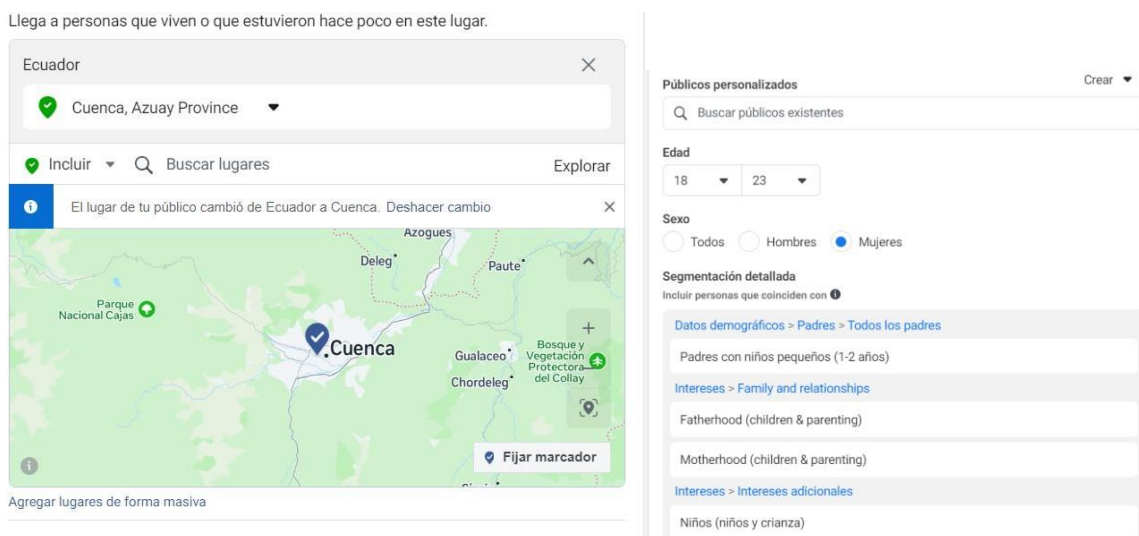 Llega a personas que viven o que estuvieron hace poco en este lugar.
Ecuador
Cuenca, Azuay Province
Incluir
Buscar lugares
Explorar
El lugar de tu público cambió de Ecuador a Cuenca. Deshacer cambio
Azogues
Deleg
Paute
Parque
Nacional Cajas
Cuenca
Gualaceo
Bosque y
Vegetación
Protectora
del Collay
Chordeleg
Fijar marcador
Agregar lugares de forma masiva
Públicos personalizados
Crear
Buscar públicos existentes
Edad
18 23
Sexo
Todos Hombres Mujeres
Segmentación detallada
Incluir personas que coinciden con
Datos demográficos > Padres > Todos los padres
Padres con niños pequeños (1-2 años)
Intereses > Family and relationships
Fatherhood (children & parenting)
Motherhood (children & parenting)
Intereses > Intereses adicionales
Niños (niños y crianza)